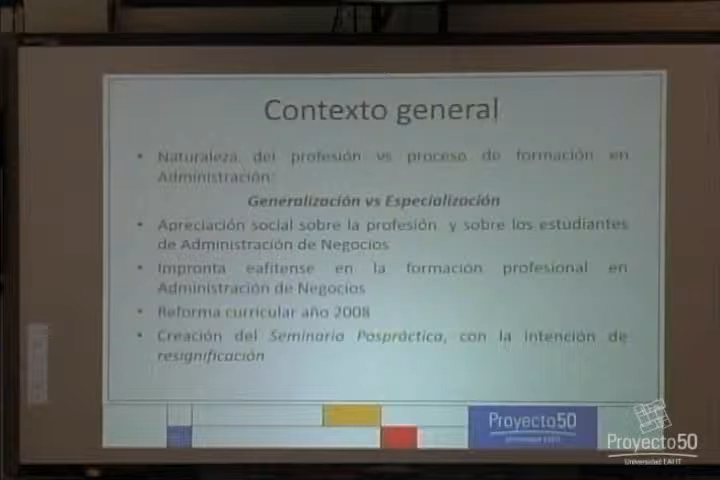 Contexto general
• Naturaleza del profesión vs proceso de formación en
Administración:
Generalización vs Especialización
• Apreciación social sobre la profesión y sobre los estudiantes
de Administración de Negocios
• Impronta eafitense en la formación profesional en
Administración de Negocios
• Reforma curricular año 2008
• Creación del Seminario Pospráctica, con la intención de
resignificación
Proyecto50
Universidad EAFIT
Proyecto50
Universidad EAFIT